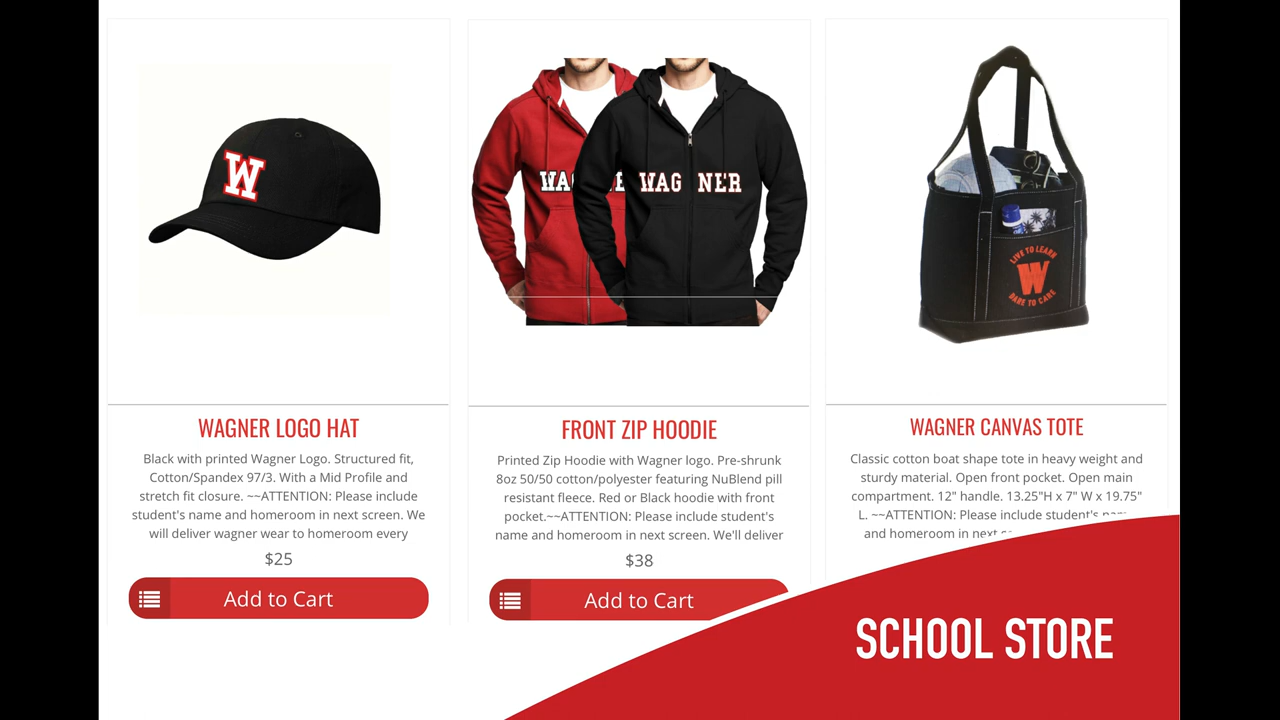 W
WAGNER LOGO HAT
Black with printed Wagner Logo. Structured fit,
Cotton/Spandex 97/3. With a Mid Profile and
stretch fit closure. ~~ATTENTION: Please include
student's name and homeroom in next screen. We
will deliver wagner wear to homeroom every
$25
Add to Cart
WAG NER
FRONT ZIP HOODIE
Printed Zip Hoodie with Wagner logo. Pre-shrunk
8oz 50/50 cotton/polyester featuring NuBlend pill
resistant fleece. Red or Black hoodie with front
pocket.~~ATTENTION: Please include student's
name and homeroom in next screen. We'll deliver
$38
Add to Cart
LIVE TO LEARN
W
DARE TO CARE
WAGNER CANVAS TOTE
Classic cotton boat shape tote in heavy weight and
sturdy material. Open front pocket. Open main
compartment. 12" handle. 13.25"H x 7" W x 19.75"
L. ~~ATTENTION: Please include student's name
and homeroom in next
SCHOOL STORE